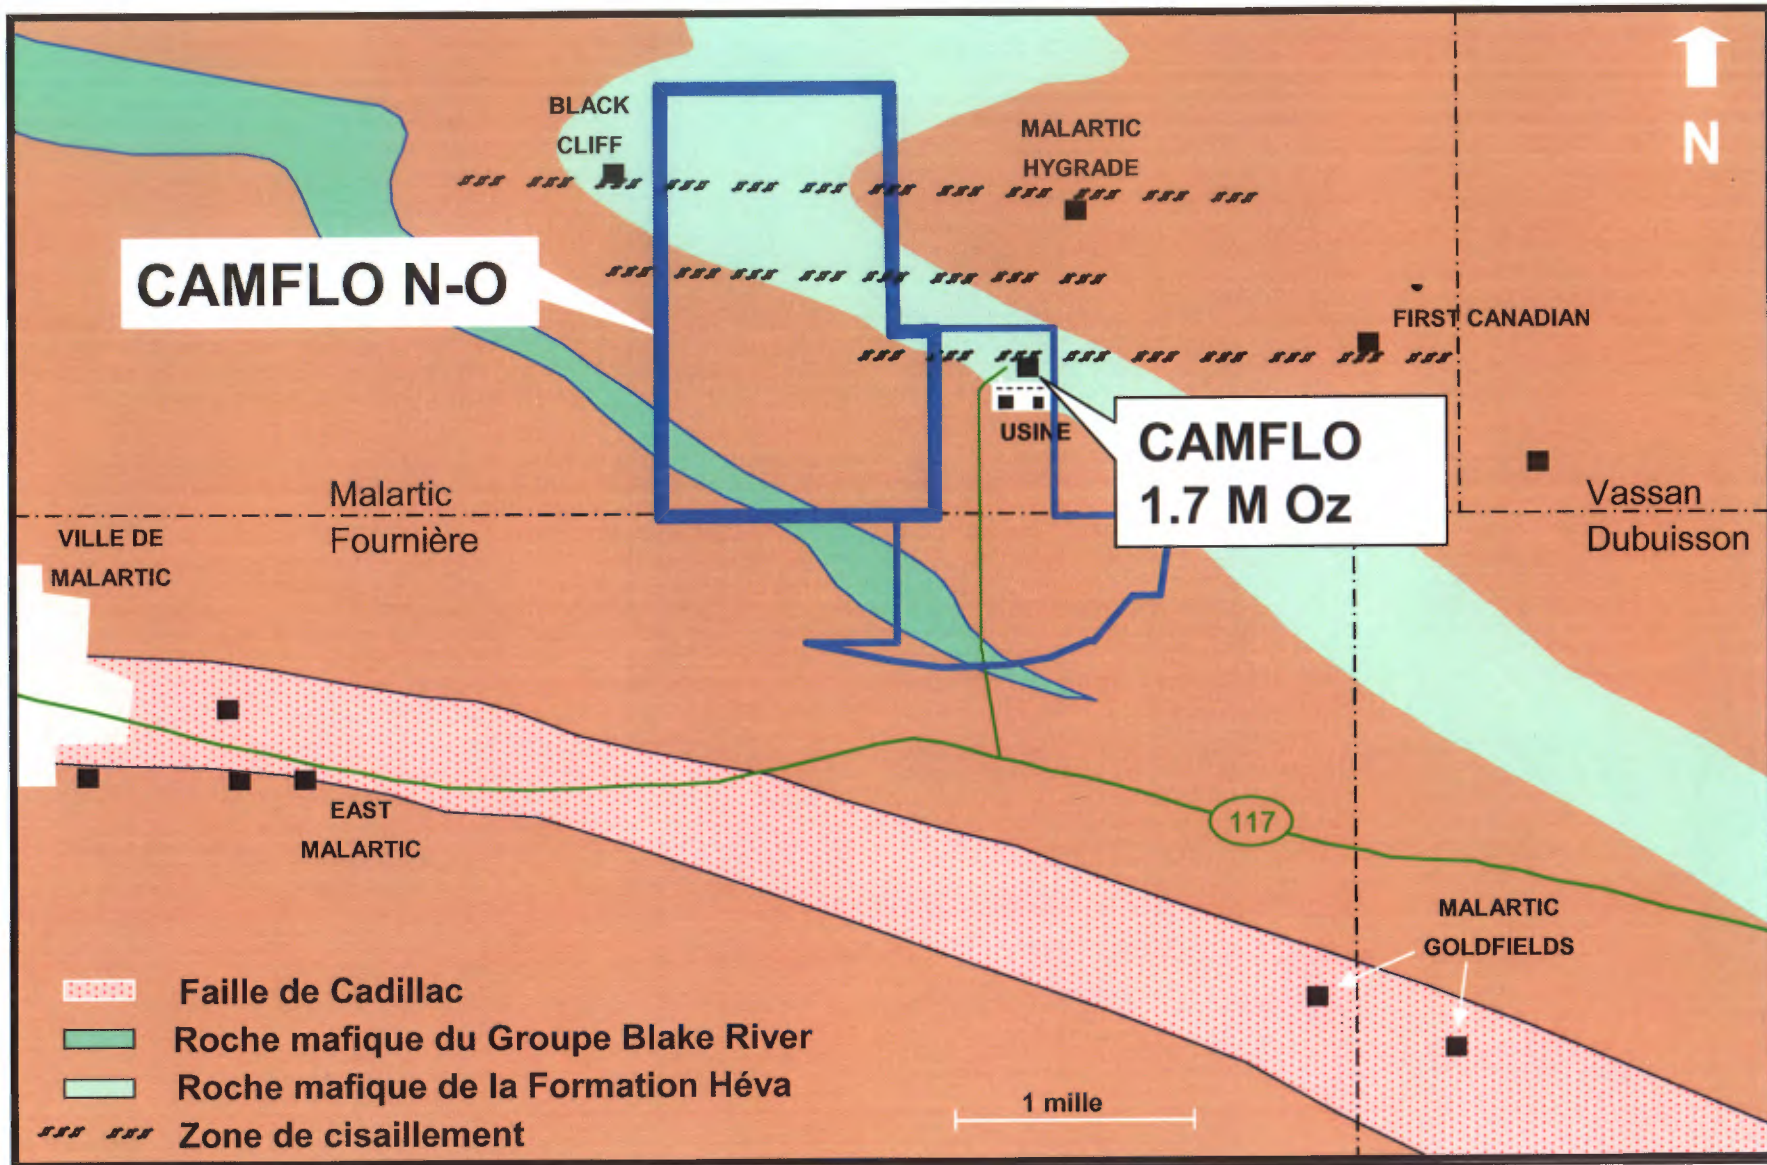 BLACK
CLIFF
MALARTIC
HYGRADE
N
CAMFLO N-O
FIRST CANADIAN
USINE
CAMFLO
1.7 M Oz
Malartic
Fournière
Vassan
Dubuisson
VILLE DE
MALARTIC
EAST
MALARTIC
117
MALARTIC
GOLDFIELDS
Faille de Cadillac
Roche mafique du Groupe Blake River
Roche mafique de la Formation Héva
Zone de cisaillement
1 mille